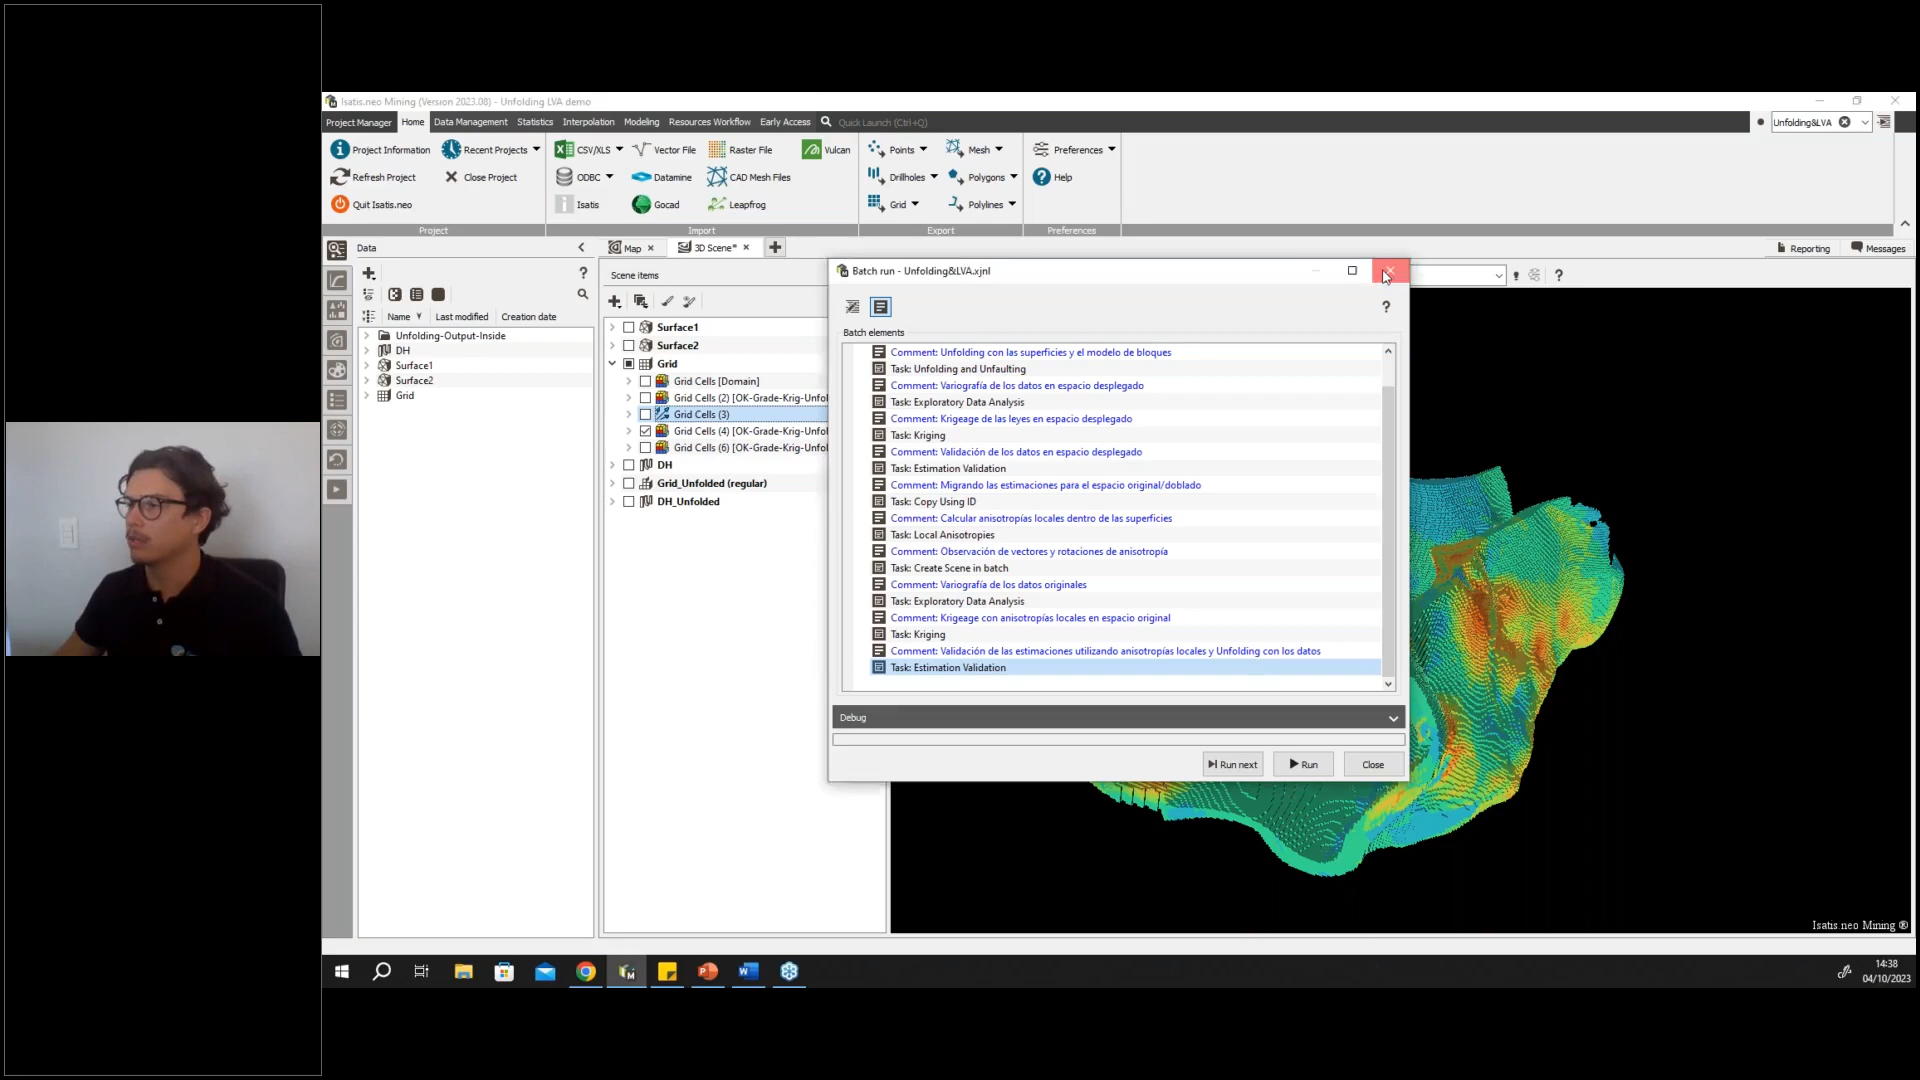 Isatis.neo Mining (Version 2023.08) - Unfolding LVA demo
Project Manager Home Data Management Statistics Interpolation Modeling Resources Workflow Early Access Quick Launch (Ctrl+Q) Unfolding&LVA
Project Information Recent Projects CSV/XLS Vector File Raster File Vulcan Points Mesh Preferences
Refresh Project Close Project ODBC Datamine CAD Mesh Files Drillholes Polygons Help
Quit Isatis.neo Isatis Gocad Leapfrog Grid Polylines
Project Import Export Preferences
Data Map 3D Scene* Reporting Messages
Scene items
Name Last modified Creation date
Unfolding-Output-Inside
DH
Surface1
Surface2
Grid
Surface1
Surface2
Grid
Grid Cells [Domain]
Grid Cells (2) [OK-Grade-Krig-Unfol
Grid Cells (3)
Grid Cells (4) [OK-Grade-Krig-Unfol
Grid Cells (6) [OK-Grade-Krig-Unfol
DH
Grid_Unfolded (regular)
DH_Unfolded
Batch run - Unfolding&LVA.xjnl
Batch elements
Comment: Unfolding con las superficies y el modelo de bloques
Task: Unfolding and Unfaulting
Comment: Variografía de los datos en espacio desplegado
Task: Exploratory Data Analysis
Comment: Krigeage de las leyes en espacio desplegado
Task: Kriging
Comment: Validación de los datos en espacio desplegado
Task: Estimation Validation
Comment: Migrando las estimaciones para el espacio original/doblado
Task: Copy Using ID
Comment: Calcular anisotropías locales dentro de las superficies
Task: Local Anisotropies
Comment: Observación de vectores y rotaciones de anisotropía
Task: Create Scene in batch
Comment: Variografía de los datos originales
Task: Exploratory Data Analysis
Comment: Krigeage con anisotropías locales en espacio original
Task: Kriging
Comment: Validación de las estimaciones utilizando anisotropías locales y Unfolding con los datos
Task: Estimation Validation
Debug
Run next Run Close
Isatis.neo Mining ®
14:38
04/10/2023